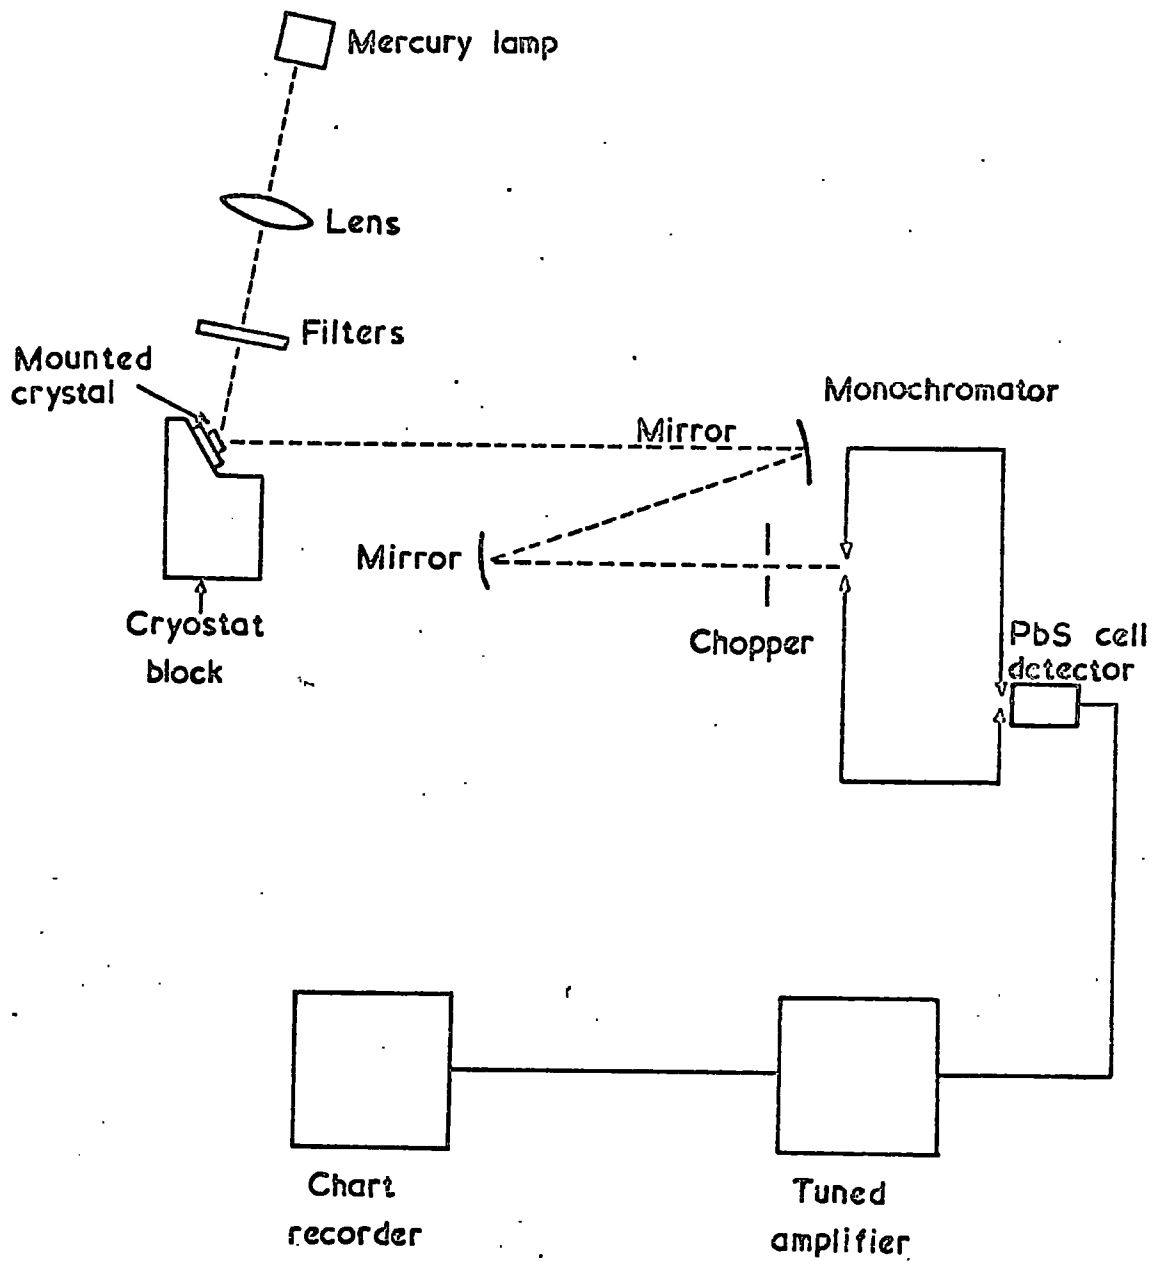 Mercury lamp
Lens
Filters
Mounted
crystal
Monochromator
Mirror
Mirror
Cryostat
block
Chopper
PbS cell
detector
Chart
recorder
Tuned
amplifier